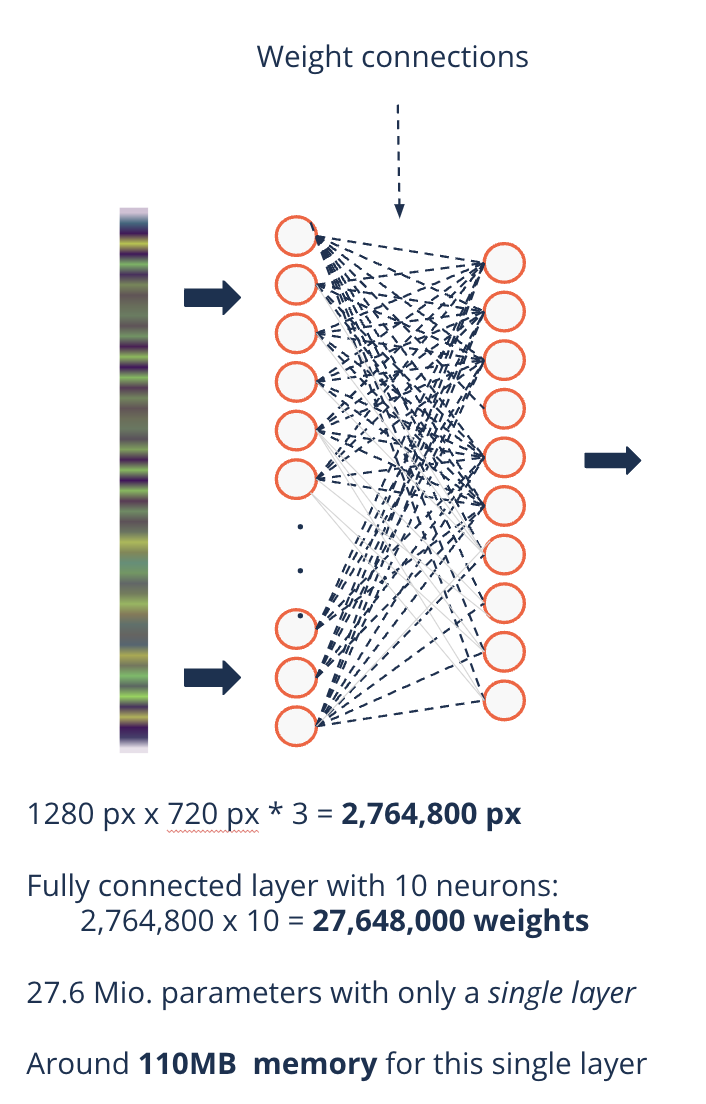 Weight connections
1280 px x 720 px * 3 = 2,764,800 px
Fully connected layer with 10 neurons:
2,764,800 x 10 = 27,648,000 weights
27.6 Mio. parameters with only a single layer
Around 110MB  memory for this single layer